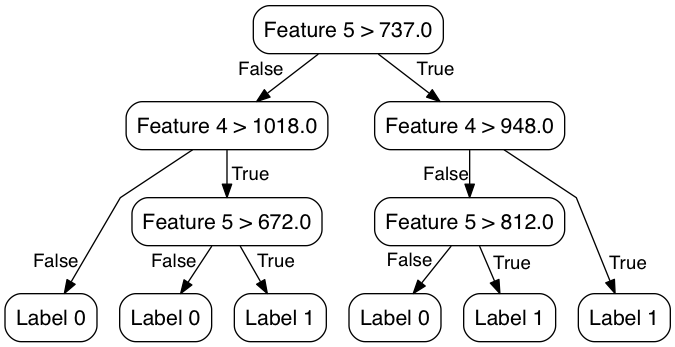 Feature 5 > 737.0
False
True
Feature 4 > 1018.0
Feature 4 > 948.0
True
False
Feature 5 > 672.0
Feature 5 > 812.0
False
False
True
False
True
True
Label 0
Label 0
Label 1
Label 0
Label 1
Label 1